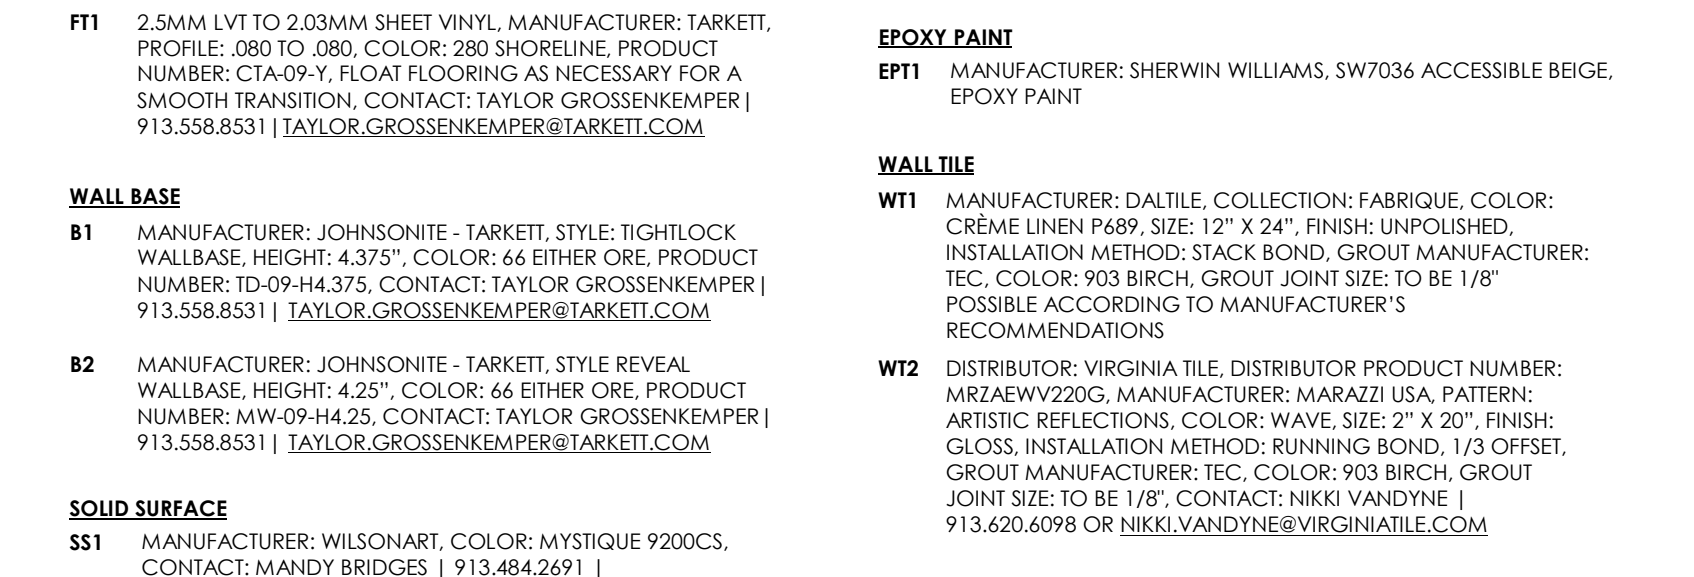 FT1 2.5MM LVT TO 2.03MM SHEET VINYL, MANUFACTURER: TARKETT,
PROFILE: .080 TO .080, COLOR: 280 SHORELINE, PRODUCT
NUMBER: CTA-09-Y, FLOAT FLOORING AS NECESSARY FOR A
SMOOTH TRANSITION, CONTACT: TAYLOR GROSSENKEMPER|
913.558.8531|TAYLOR.GROSSENKEMPER@TARKETT.COM
WALL BASE
B1 MANUFACTURER: JOHNSONITE - TARKETT, STYLE: TIGHTLOCK
WALLBASE, HEIGHT: 4.375”, COLOR: 66 EITHER ORE, PRODUCT
NUMBER: TD-09-H4.375, CONTACT: TAYLOR GROSSENKEMPER|
913.558.8531| TAYLOR.GROSSENKEMPER@TARKETT.COM
B2 MANUFACTURER: JOHNSONITE - TARKETT, STYLE REVEAL
WALLBASE, HEIGHT: 4.25”, COLOR: 66 EITHER ORE, PRODUCT
NUMBER: MW-09-H4.25, CONTACT: TAYLOR GROSSENKEMPER|
913.558.8531| TAYLOR.GROSSENKEMPER@TARKETT.COM
SOLID SURFACE
SS1 MANUFACTURER: WILSONART, COLOR: MYSTIQUE 9200CS,
CONTACT: MANDY BRIDGES | 913.484.2691 |
EPOXY PAINT
EPT1 MANUFACTURER: SHERWIN WILLIAMS, SW7036 ACCESSIBLE BEIGE,
EPOXY PAINT
WALL TILE
WT1 MANUFACTURER: DALTILE, COLLECTION: FABRIQUE, COLOR:
CRÈME LINEN P689, SIZE: 12” X 24”, FINISH: UNPOLISHED,
INSTALLATION METHOD: STACK BOND, GROUT MANUFACTURER:
TEC, COLOR: 903 BIRCH, GROUT JOINT SIZE: TO BE 1/8"
POSSIBLE ACCORDING TO MANUFACTURER’S
RECOMMENDATIONS
WT2 DISTRIBUTOR: VIRGINIA TILE, DISTRIBUTOR PRODUCT NUMBER:
MRZAEWV220G, MANUFACTURER: MARAZZI USA, PATTERN:
ARTISTIC REFLECTIONS, COLOR: WAVE, SIZE: 2” X 20”, FINISH:
GLOSS, INSTALLATION METHOD: RUNNING BOND, 1/3 OFFSET,
GROUT MANUFACTURER: TEC, COLOR: 903 BIRCH, GROUT
JOINT SIZE: TO BE 1/8", CONTACT: NIKKI VANDYNE |
913.620.6098 OR NIKKI.VANDYNE@VIRGINIATILE.COM